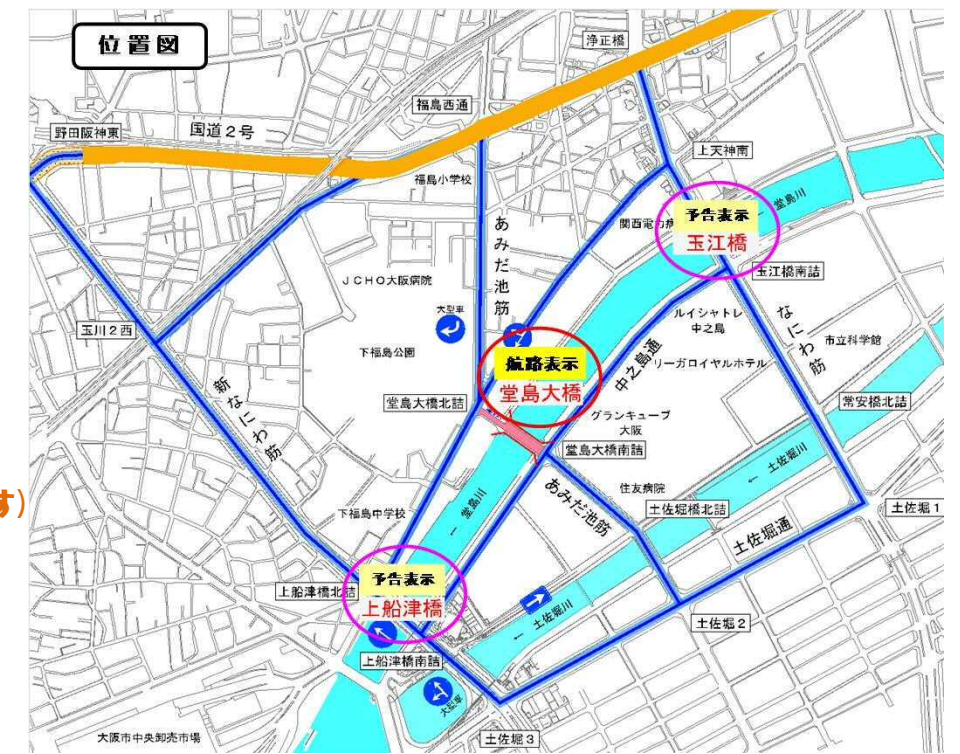 位置図
浄正橋
福島西通
野田阪神東
国道2号
上天神南
福島小学校
関西電力病
予告表示
玉江橋
← 堂島川
玉江橋南詰
あみだ池筋
JCHO大阪病院
大型車
ルイシャトレ
中之島
なにわ筋
市立科学館
玉川2西
下福島公園
航路表示
堂島大橋
中之島通
リーガロイヤルホテル
新なにわ筋
堂島大橋北詰
グランキューブ
大阪
常安橋北詰
堂島大橋南詰
← 土佐堀川
す)
住友病院
あみだ池筋
土佐堀橋北詰
土佐堀1
下福島中学校
← 堂島川
土佐堀通
予告表示
上船津橋
上船津橋北詰
← 土佐堀川
土佐堀2
上船津橋南詰
大型車
大阪市中央卸売市場
土佐堀3